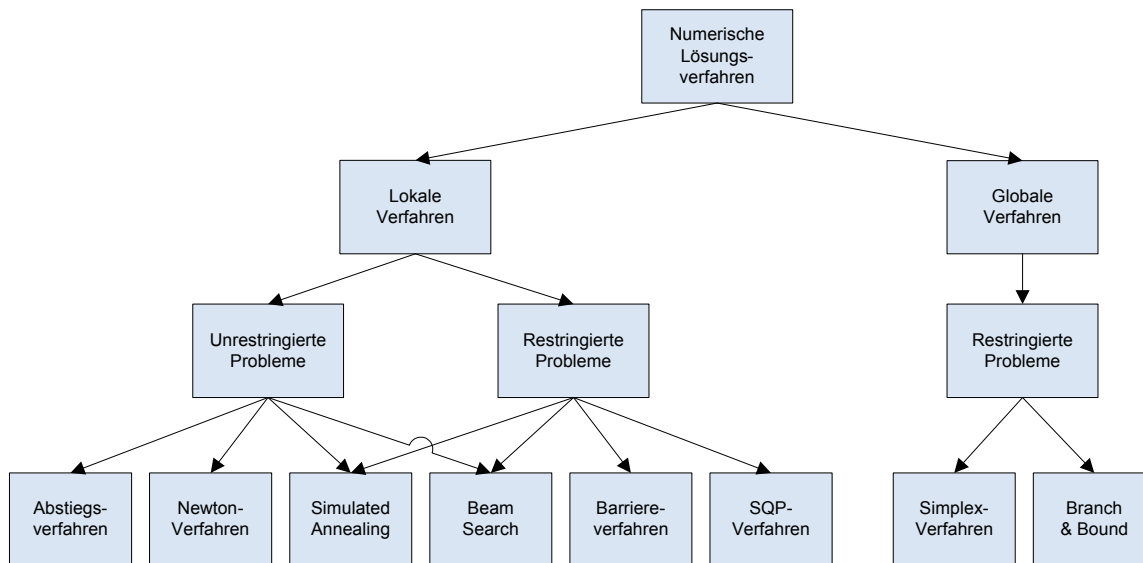 Numerische
Lösungs-
verfahren
Lokale
Verfahren
Globale
Verfahren
Unrestringierte
Probleme
Restringierte
Probleme
Restringierte
Probleme
Abstiegs-
verfahren
Newton-
Verfahren
Simulated
Annealing
Beam
Search
Barriere-
verfahren
SQP-
Verfahren
Simplex-
Verfahren
Branch
& Bound